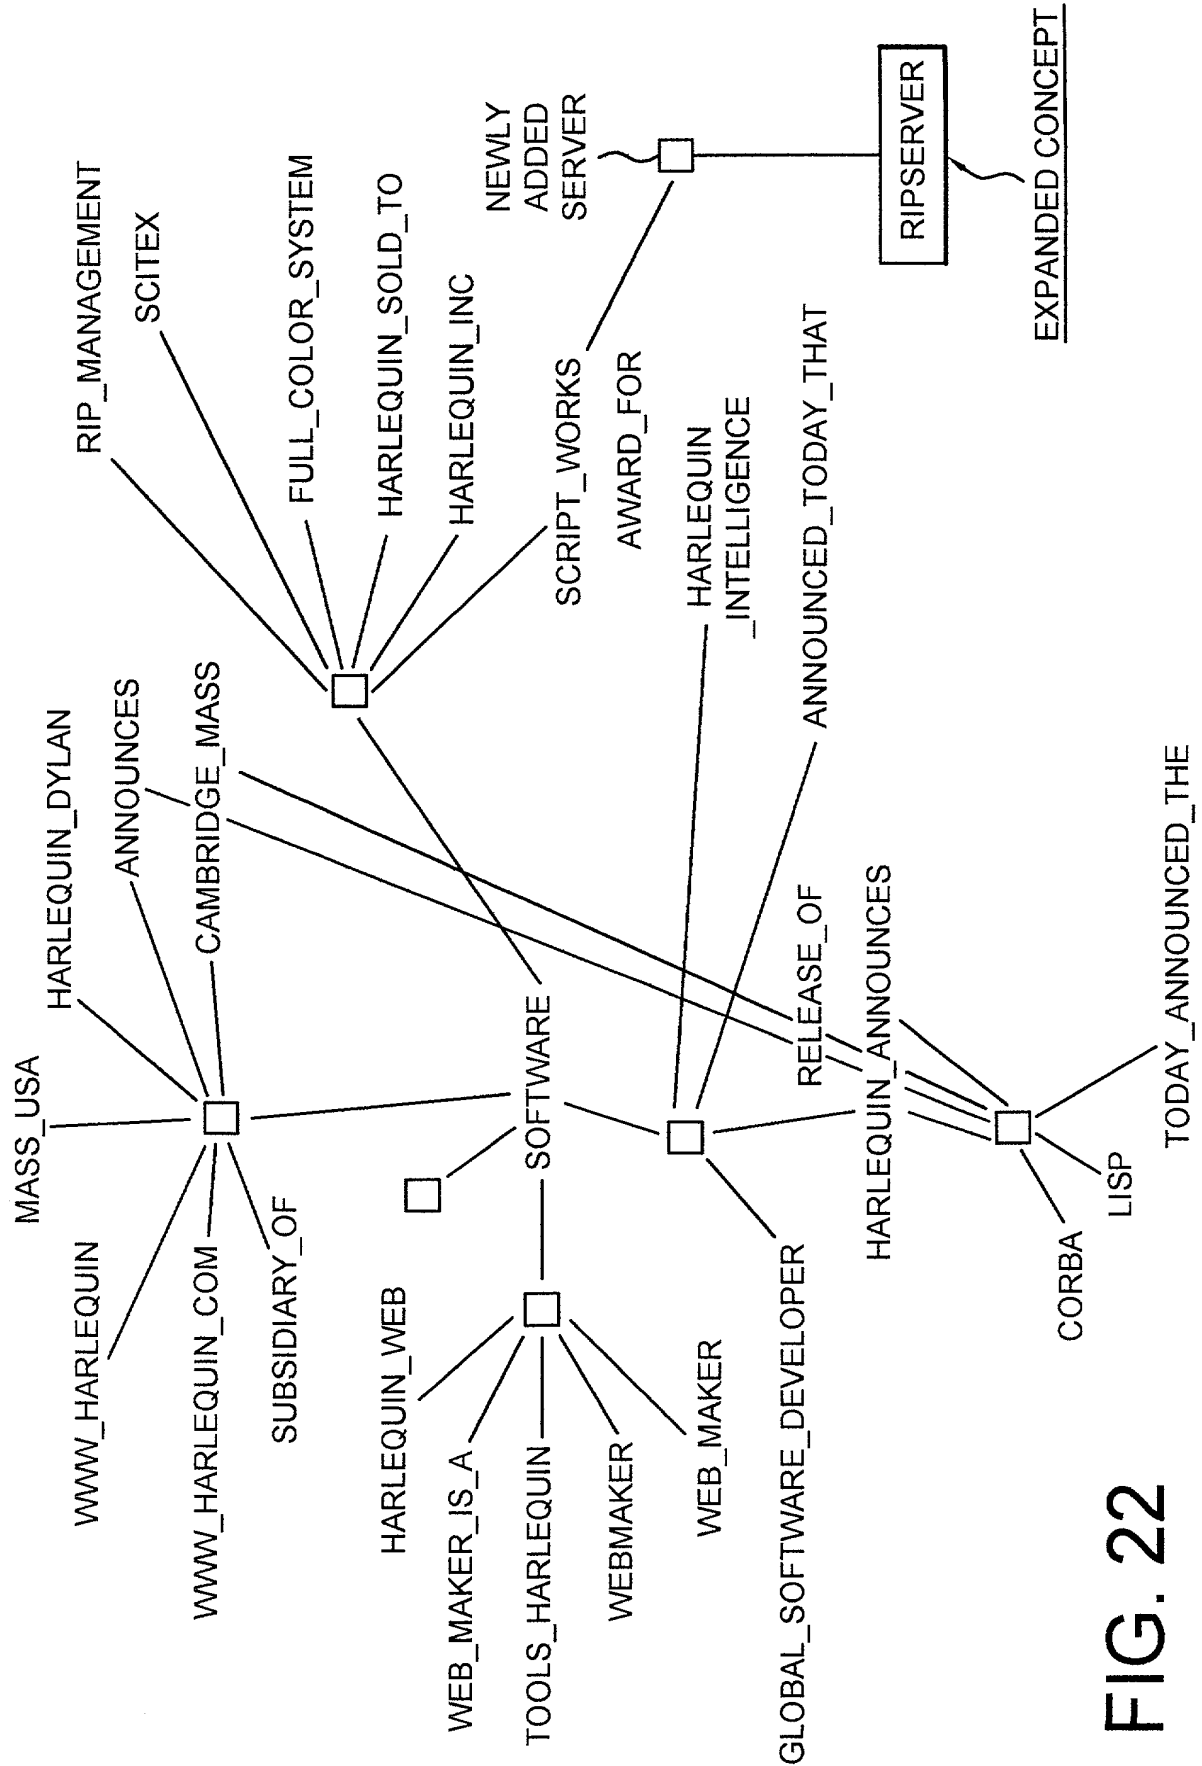 MASS_USA
HARLEQUIN_DYLAN
ANNOUNCES
CAMBRIDGE_MASS
WWW_HARLEQUIN
WWW_HARLEQUIN_COM
SUBSIDIARY_OF
RIP_MANAGEMENT
SCITEX
FULL_COLOR_SYSTEM
HARLEQUIN_SOLD_TO
HARLEQUIN_INC
SCRIPT_WORKS
AWARD_FOR
NEWLY
ADDED
SERVER
RIPSERVER
EXPANDED CONCEPT
SOFTWARE
HARLEQUIN_WEB
WEB_MAKER_IS_A
TOOLS_HARLEQUIN
WEBMAKER
WEB_MAKER
HARLEQUIN
_INTELLIGENCE
ANNOUNCED_TODAY_THAT
GLOBAL_SOFTWARE_DEVELOPER
RELEASE_OF
HARLEQUIN_ANNOUNCES
CORBA
LISP
TODAY_ANNOUNCED_THE
FIG. 22